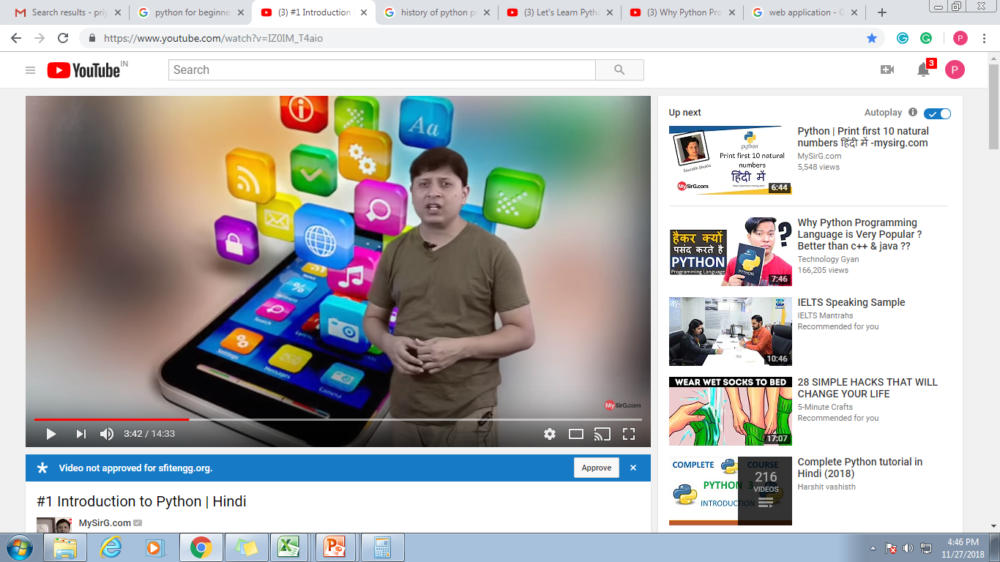 Search results - priy
python for beginne
(3) #1 Introduction
history of python p
(3) Let's Learn Pyth
(3) Why Python Pro
web application - G
https://www.youtube.com/watch?v=IZ0IM_T4aio
P
YouTube IN
Search
3
P
Aa
news
Business
Search
Settings
Messages
MySirG.com
3:42 / 14:33
Video not approved for sfitengg.org.
Approve
#1 Introduction to Python | Hindi
MySirG.com
Up next
Autoplay
python
Print first 10 natural
numbers
हिंदी में
Saurabh Shukla
MySirG.com
6:44
Python | Print first 10 natural
numbers हिंदी में -mysirg.com
MySirG.com
5,548 views
हैकर क्यों
पसंद करते है
PYTHON
Programming Language
?
PYTHON
7:46
Why Python Programming
Language is Very Popular ?
Better than c++ & java ??
Technology Gyan
166,205 views
10:46
IELTS Speaking Sample
IELTS Mantrahs
Recommended for you
WEAR WET SOCKS TO BED
17:07
28 SIMPLE HACKS THAT WILL
CHANGE YOUR LIFE
5-Minute Crafts
Recommended for you
COMPLETE COURSE
PYTHON 3
INTRODUCTION
216
VIDEOS
Complete Python tutorial in
Hindi (2018)
Harshit vashisth
4:46 PM
11/27/2018